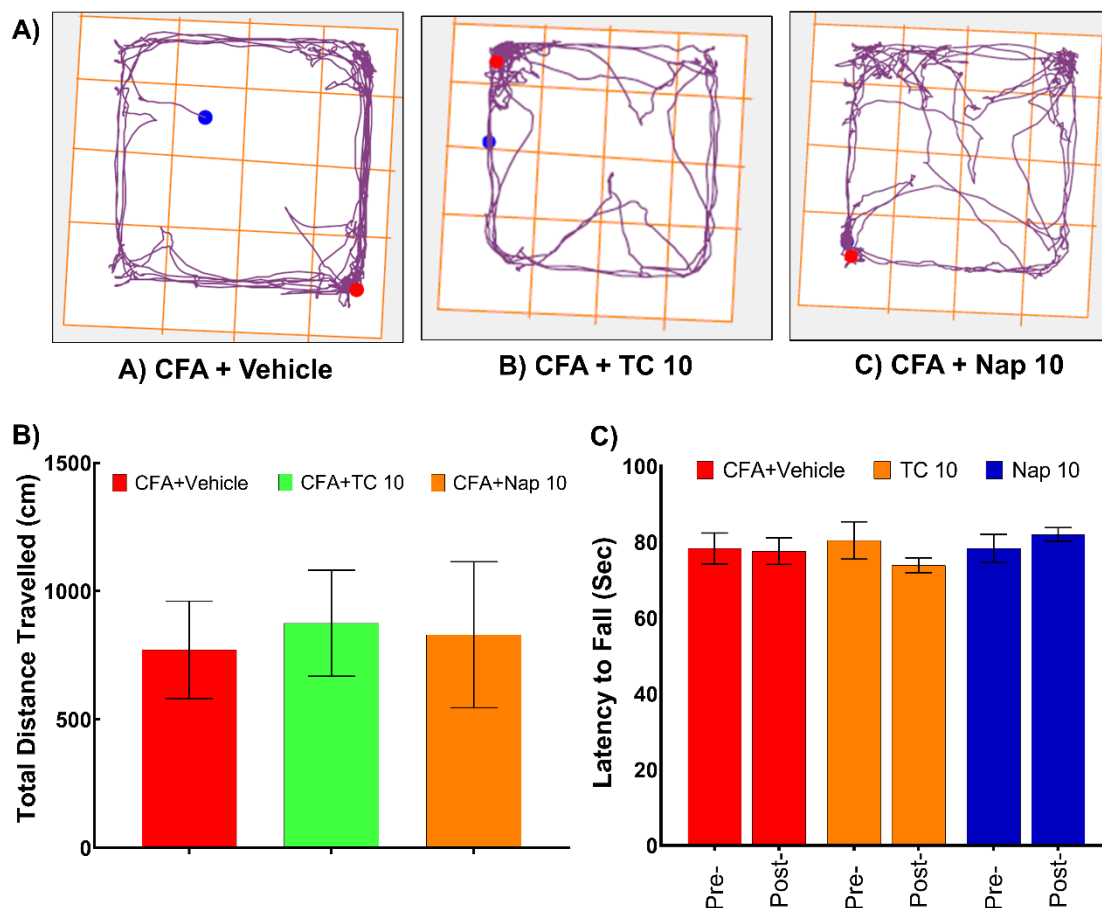 A)
A) CFA + Vehicle
B) CFA + TC 10
C) CFA + Nap 10
B)
Total Distance Travelled (cm)
1500
1000
500
0
CFA+Vehicle CFA+TC 10 CFA+Nap 10
C)
Latency to Fall (Sec)
100
80
60
40
20
0
CFA+Vehicle TC 10 Nap 10
Pre-
Post-
Pre-
Post-
Pre-
Post-